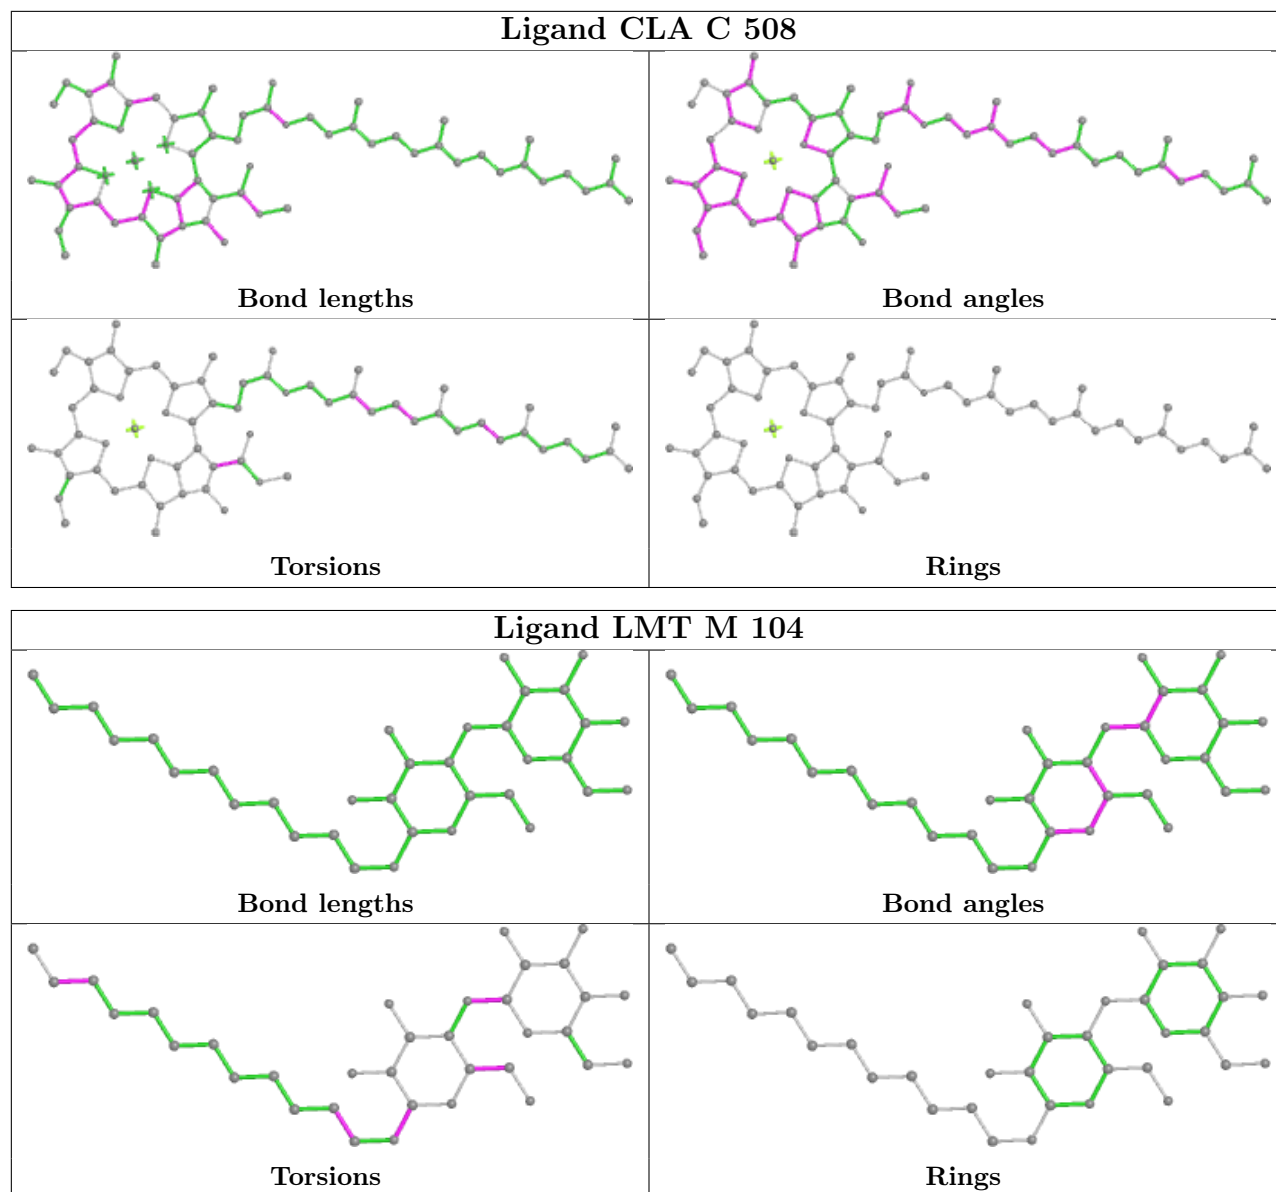 Ligand CLA C 508
Bond lengths
Bond angles
Torsions
Rings
Ligand LMT M 104
Bond lengths
Bond angles
Torsions
Rings